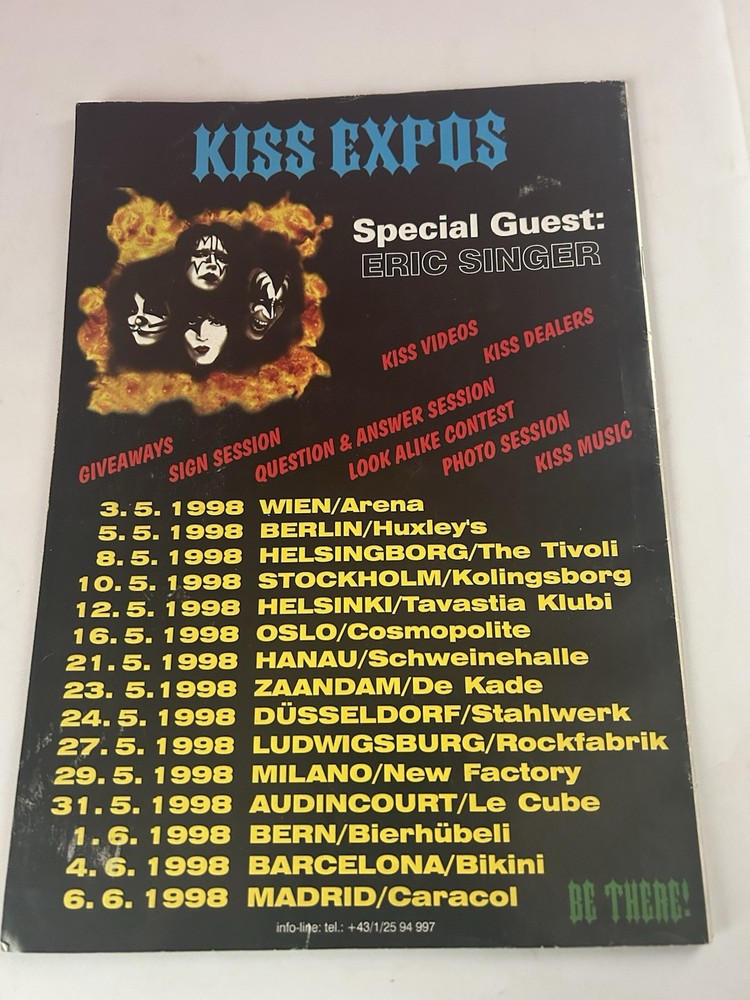 KISS EXPOS
Special Guest:
ERIC SINGER
KISS VIDEOS
KISS DEALERS
GIVEAWAYS
SIGN SESSION
QUESTION & ANSWER SESSION
LOOK ALIKE CONTEST
PHOTO SESSION
KISS MUSIC
3. 5. 1998 WIEN/Arena
5. 5. 1998 BERLIN/Huxley's
8. 5. 1998 HELSINGBORG/The Tivoli
10. 5. 1998 STOCKHOLM/Kolingsborg
12. 5. 1998 HELSINKI/Tavastia Klubi
16. 5. 1998 OSLO/Cosmopolite
21. 5. 1998 HANAU/Schweinehalle
23. 5.1998 ZAANDAM/De Kade
24. 5. 1998 DÜSSELDORF/Stahlwerk
27. 5. 1998 LUDWIGSBURG/Rockfabrik
29. 5. 1998 MILANO/New Factory
31. 5. 1998 AUDINCOURT/Le Cube
1. 6. 1998 BERN/Bierhübeli
4. 6. 1998 BARCELONA/Bikini
6. 6. 1998 MADRID/Caracol
BE THERE!
info-line: tel.: +43/1/25 94 997